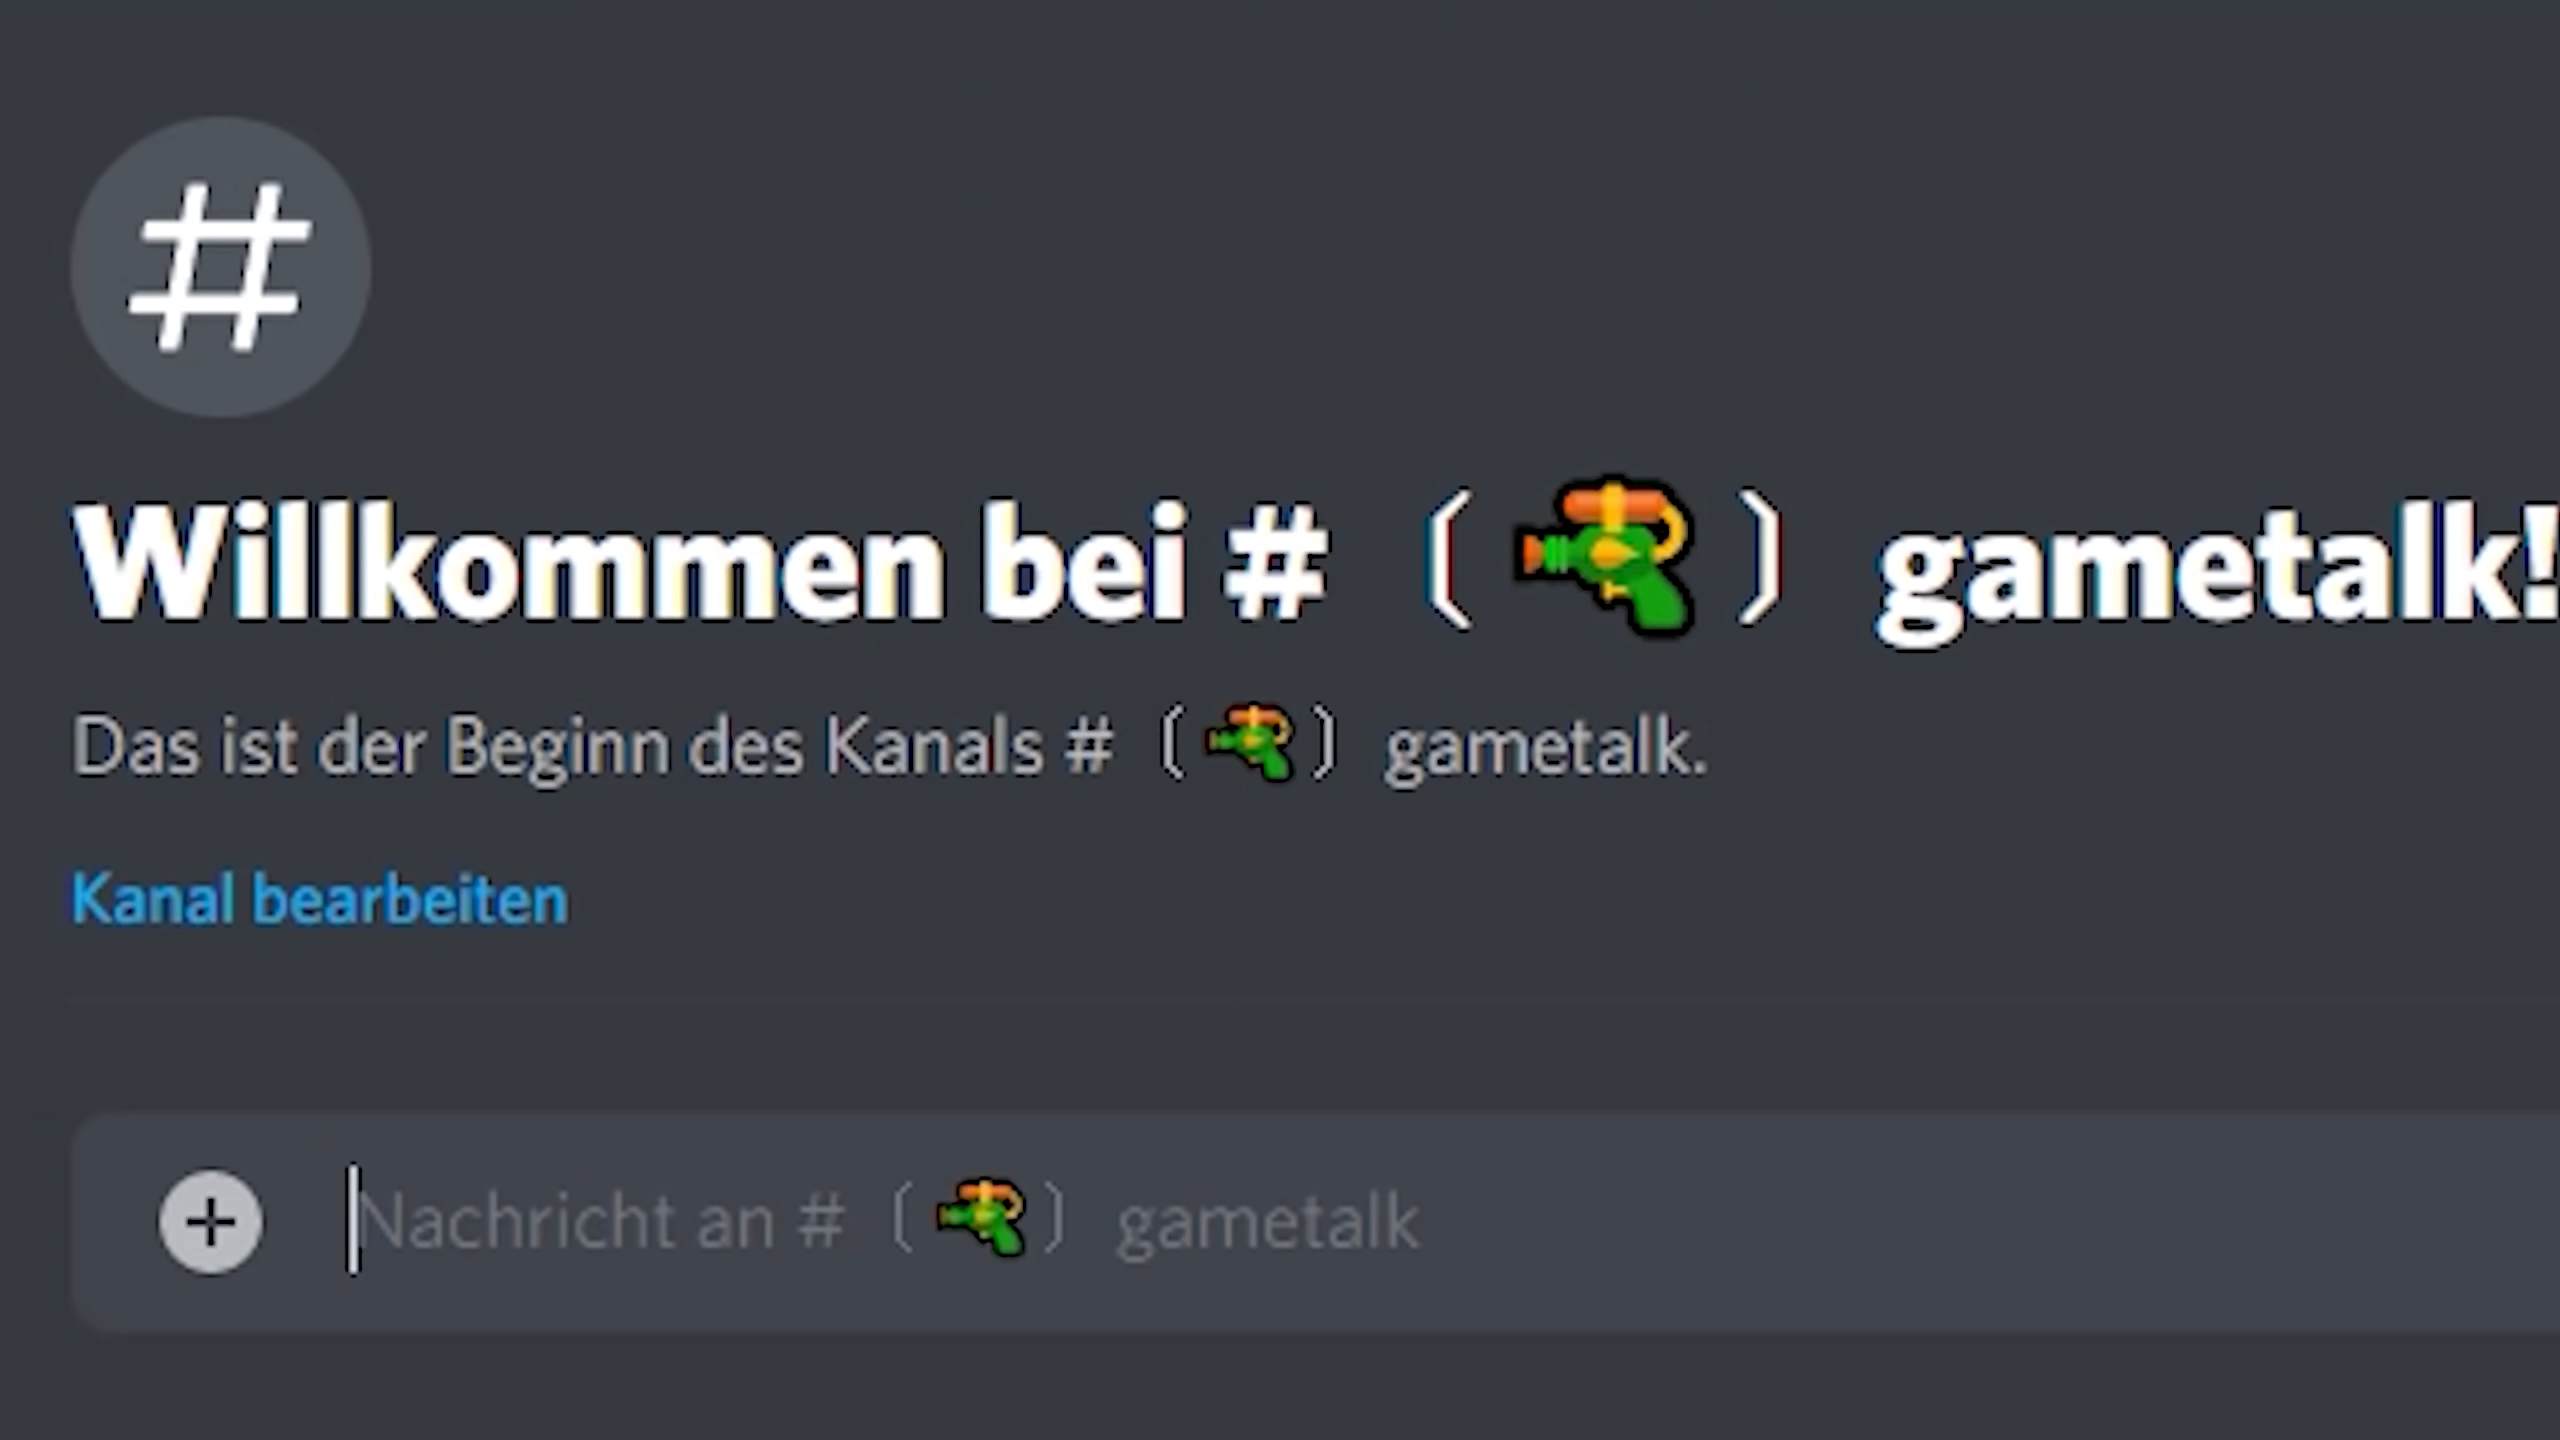 #
Willkommen bei # 〔🔫〕 gametalk!
Das ist der Beginn des Kanals # 〔🔫〕 gametalk.
Kanal bearbeiten
Nachricht an # 〔🔫〕 gametalk